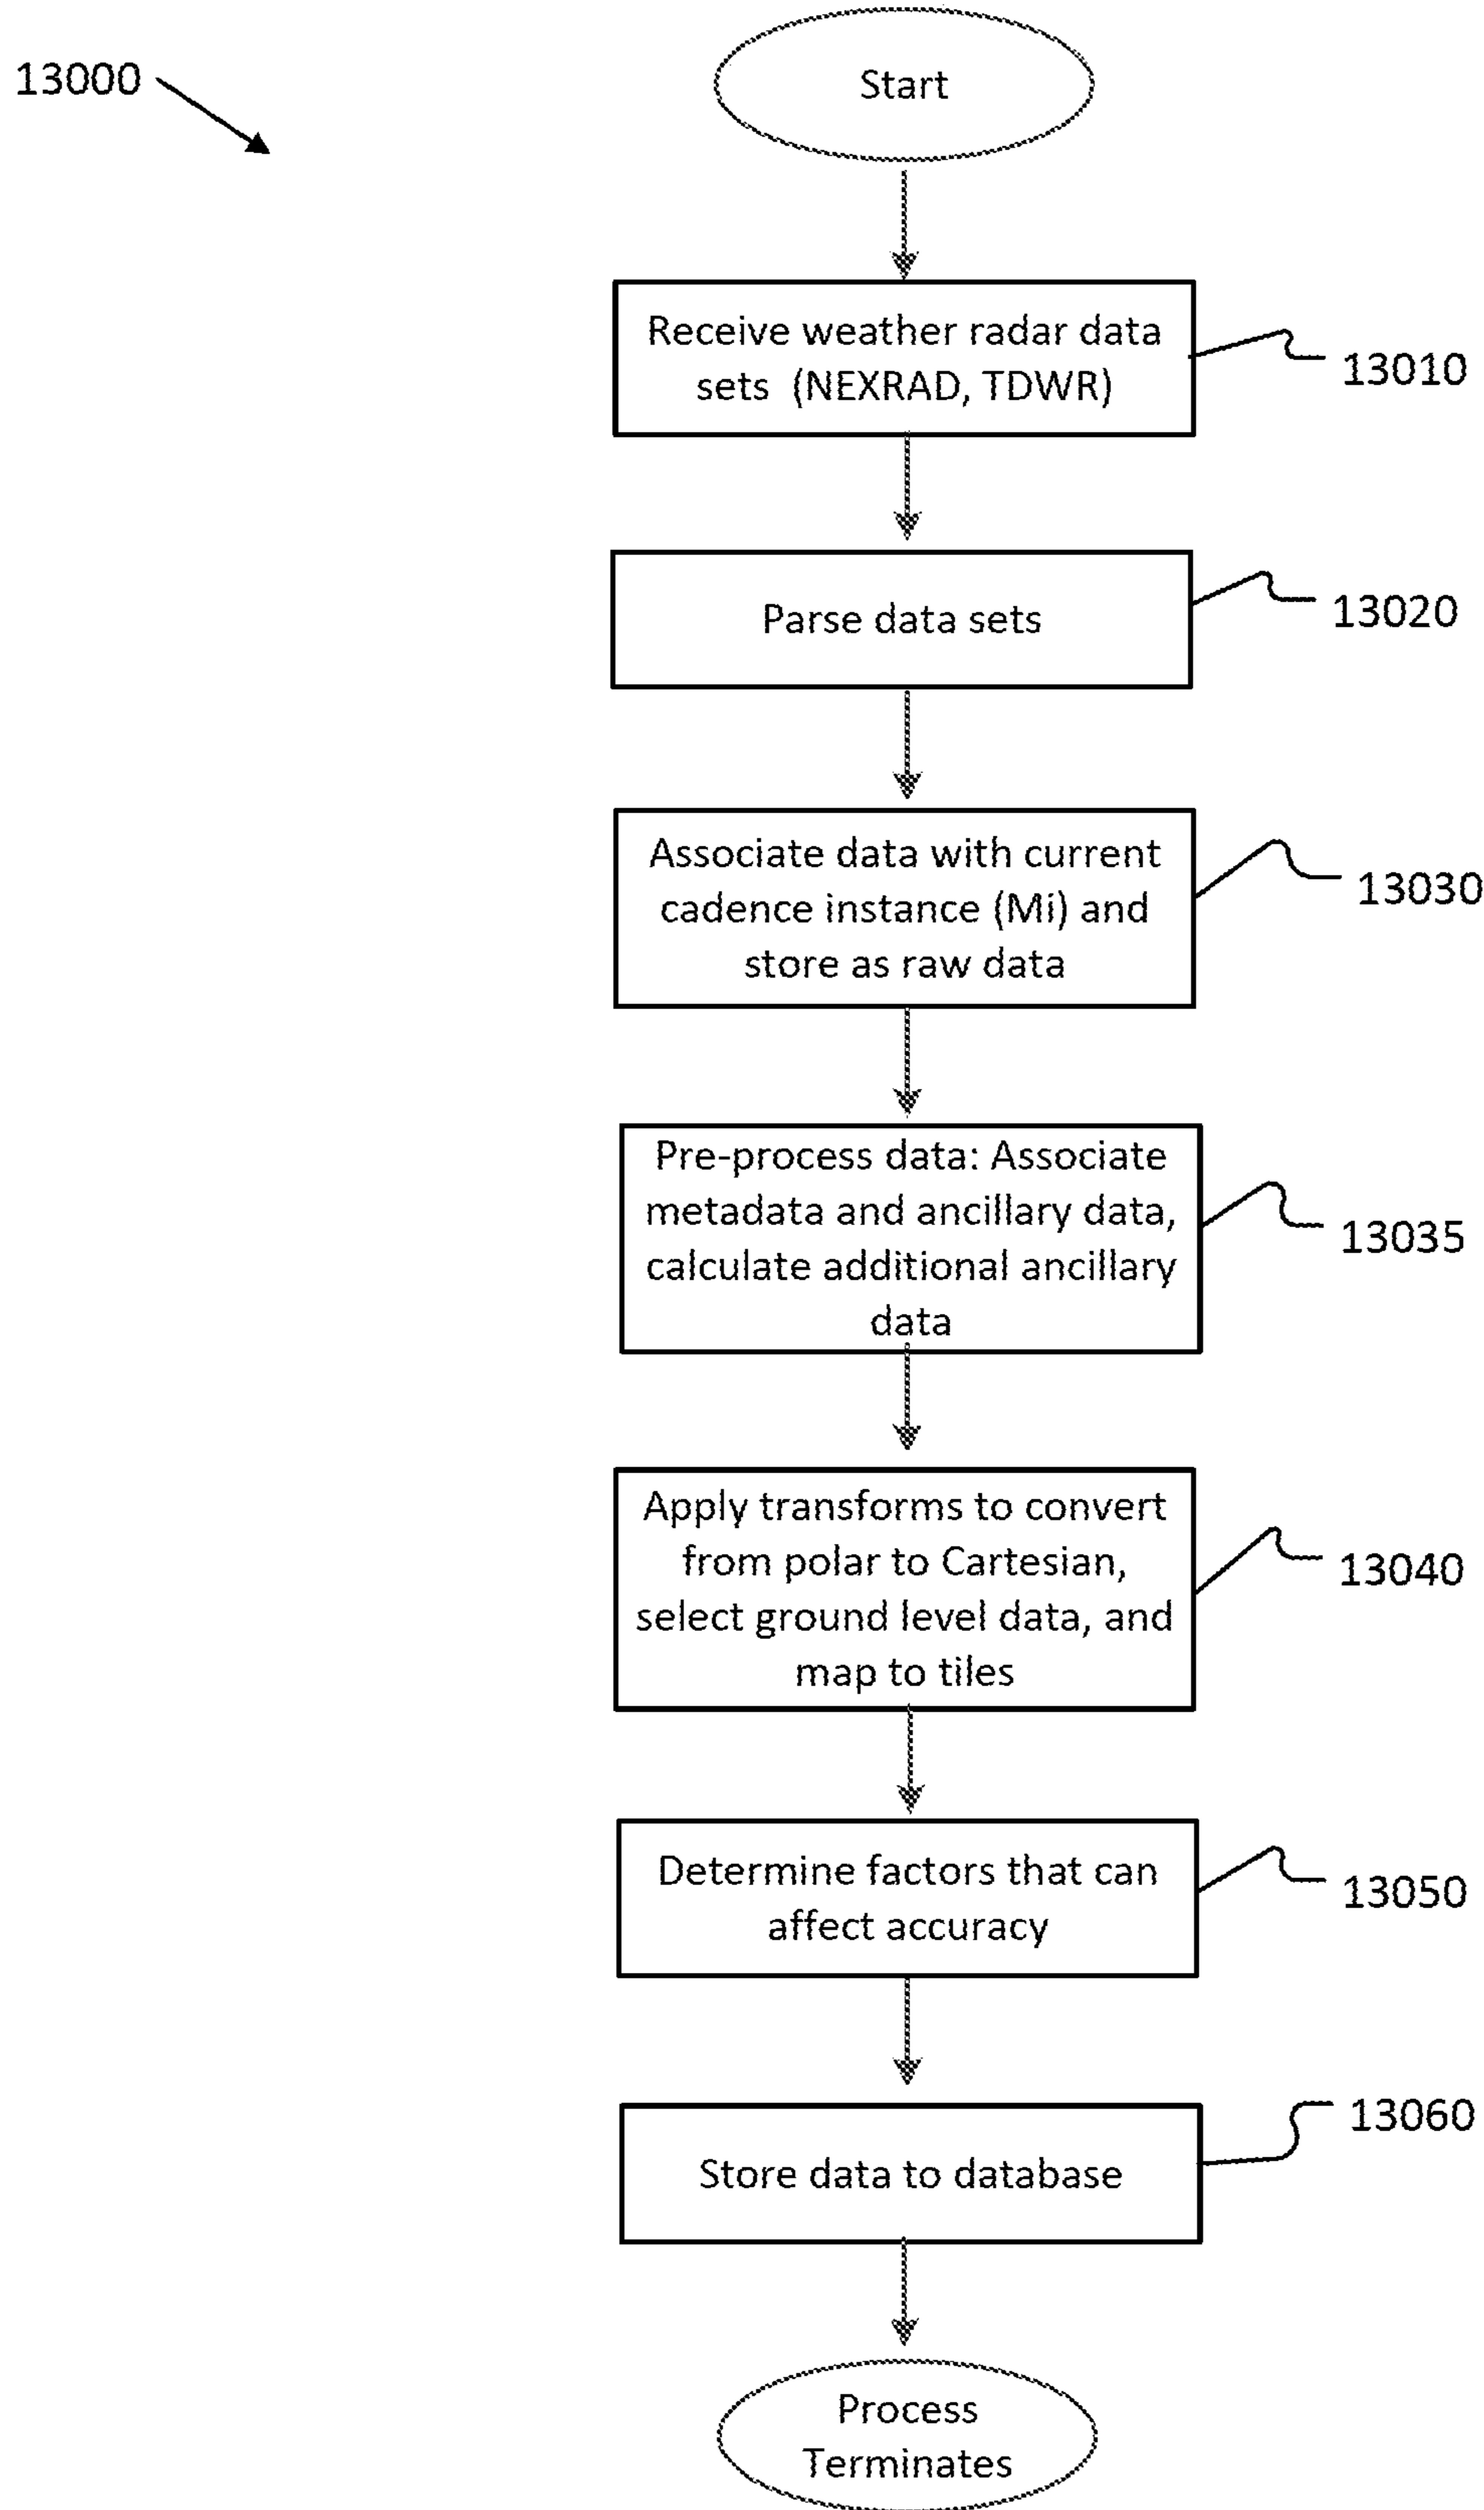 13000
Start
Receive weather radar data
sets (NEXRAD, TDWR)
13010
Parse data sets
13020
Associate data with current
cadence instance (Mi) and
store as raw data
13030
Pre-process data: Associate
metadata and ancillary data,
calculate additional ancillary
data
13035
Apply transforms to convert
from polar to Cartesian,
select ground level data, and
map to tiles
13040
Determine factors that can
affect accuracy
13050
Store data to database
13060
Process
Terminates